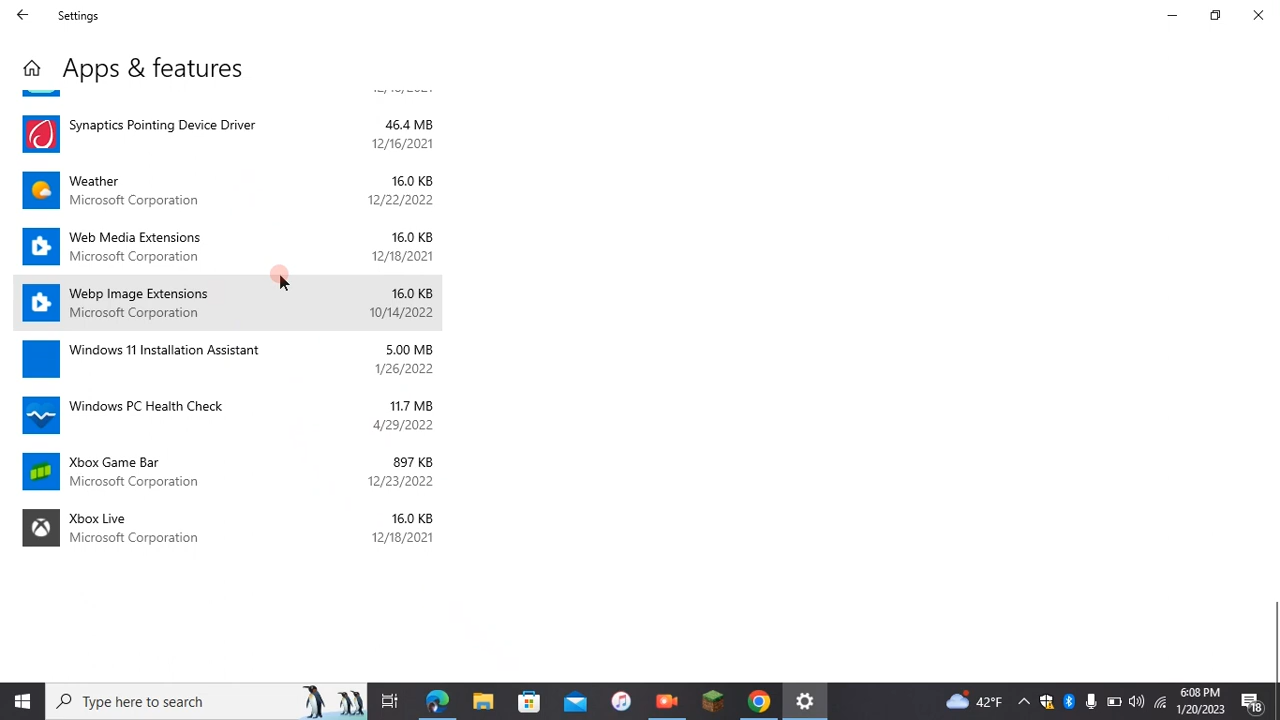 Settings
Apps & features
Synaptics Pointing Device Driver 46.4 MB
12/16/2021
Weather 16.0 KB
Microsoft Corporation 12/22/2022
Web Media Extensions 16.0 KB
Microsoft Corporation 12/18/2021
Webp Image Extensions 16.0 KB
Microsoft Corporation 10/14/2022
Windows 11 Installation Assistant 5.00 MB
1/26/2022
Windows PC Health Check 11.7 MB
4/29/2022
Xbox Game Bar 897 KB
Microsoft Corporation 12/23/2022
Xbox Live 16.0 KB
Microsoft Corporation 12/18/2021
Type here to search
42°F
6:08 PM
1/20/2023
18